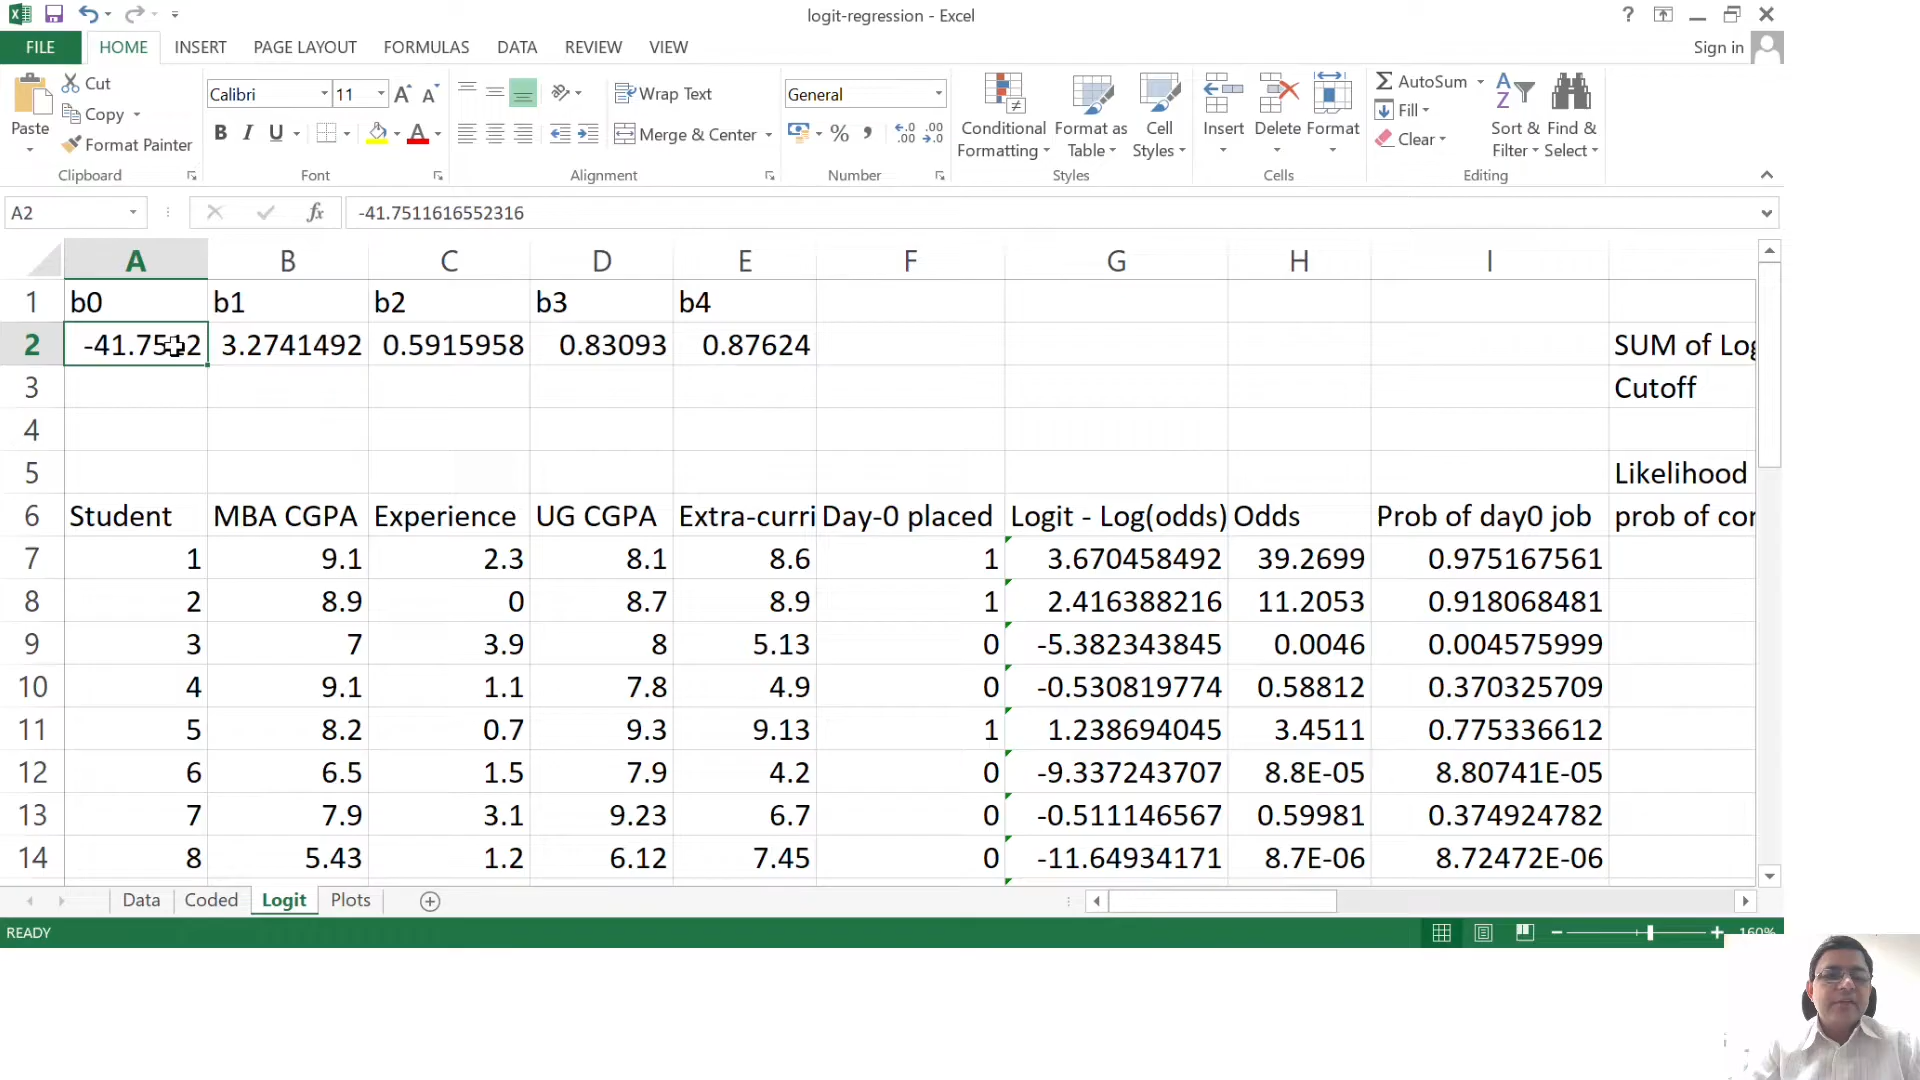 logit-regression - Excel
FILE HOME INSERT PAGE LAYOUT FORMULAS DATA REVIEW VIEW Sign in
Paste Cut Copy Format Painter Clipboard
Calibri 11 Font
Wrap Text Merge & Center Alignment
General Number
Conditional Formatting Format as Table Cell Styles Styles
Insert Delete Format Cells
AutoSum Fill Clear Sort & Filter Find & Select Editing
A2 fx -41.7511616552316
A B C D E F G H I
1 b0 b1 b2 b3 b4
2 3.2741492 0.5915958 0.83093 0.87624 SUM of Log
3 Cutoff
4
5 Likelihood
6 Student MBA CGPA Experience UG CGPA Extra-curri Day-0 placed Logit - Log(odds) Odds Prob of day0 job prob of cor
7 1 9.1 2.3 8.1 8.6 1 3.670458492 39.2699 0.975167561
8 2 8.9 0 8.7 8.9 1 2.416388216 11.2053 0.918068481
9 3 7 3.9 8 5.13 0 -5.382343845 0.0046 0.004575999
10 4 9.1 1.1 7.8 4.9 0 -0.530819774 0.58812 0.370325709
11 5 8.2 0.7 9.3 9.13 1 1.238694045 3.4511 0.775336612
12 6 6.5 1.5 7.9 4.2 0 -9.337243707 8.8E-05 8.80741E-05
13 7 7.9 3.1 9.23 6.7 0 -0.511146567 0.59981 0.374924782
14 8 5.43 1.2 6.12 7.45 0 -11.64934171 8.7E-06 8.72472E-06
Data Coded Logit Plots
READY 160%